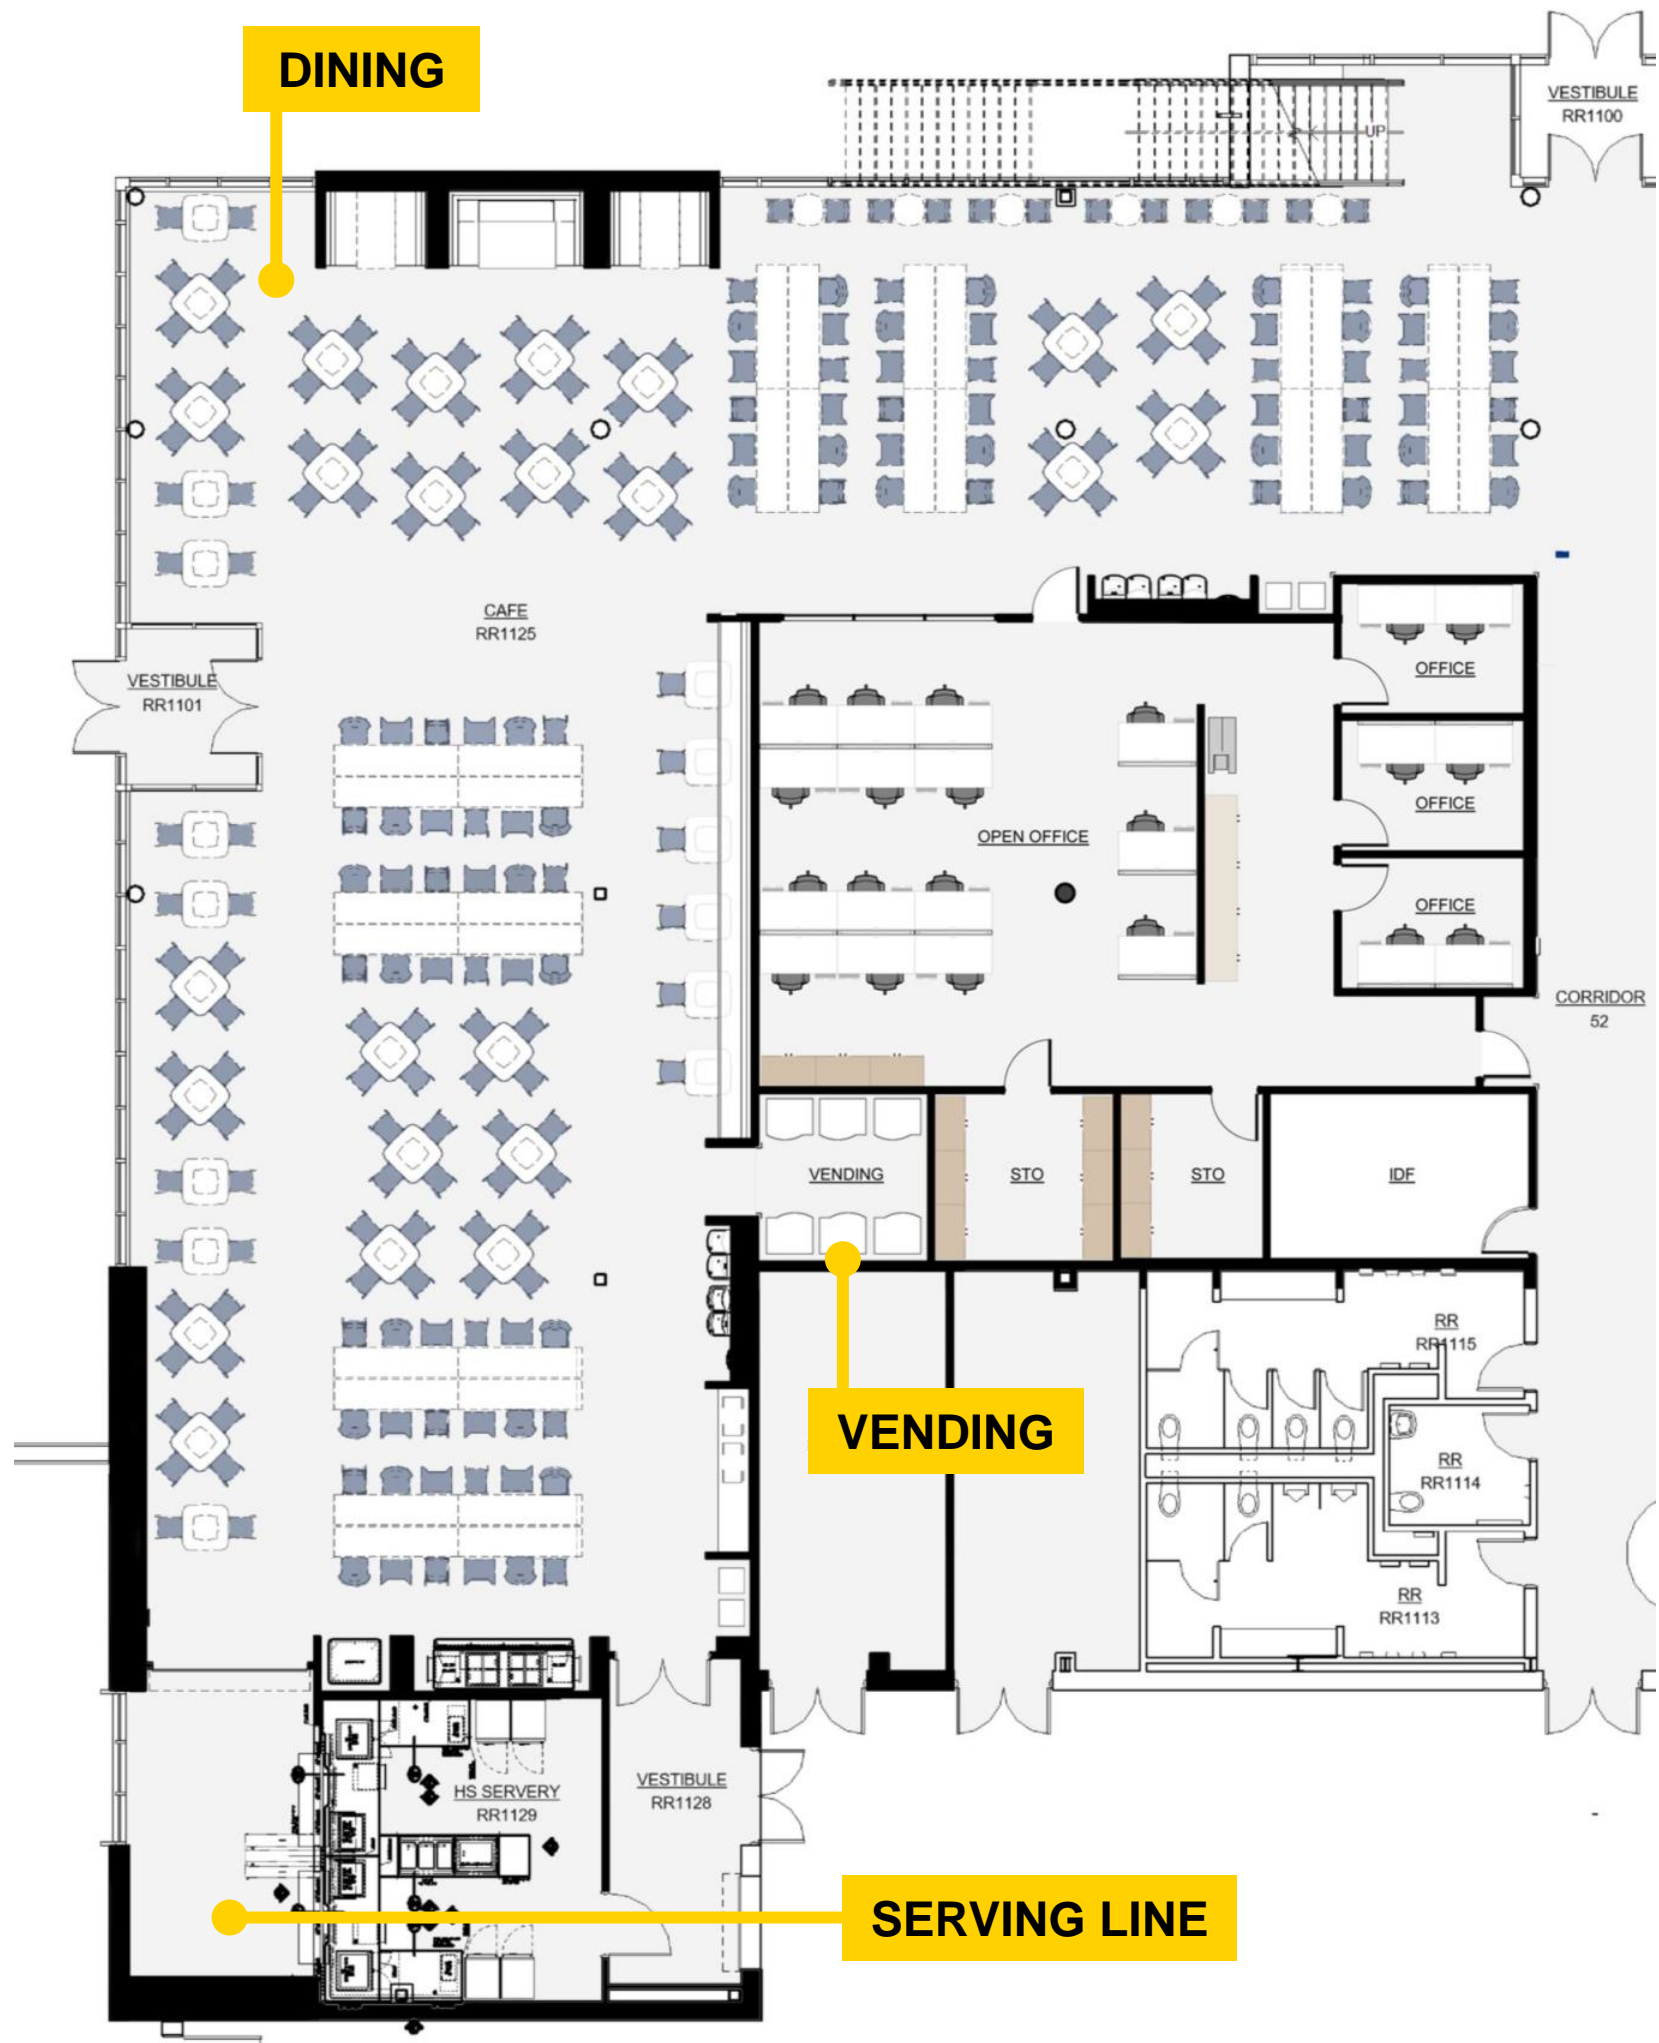 DINING
VESTIBULE
RR1100
UP
CAFE
RR1125
VESTIBULE
RR1101
OFFICE
OFFICE
OPEN OFFICE
OFFICE
CORRIDOR
52
VENDING
STO
STO
IDF
RR
RR1115
VENDING
RR
RR1114
RR
RR1113
HS SERVERY
RR1129
VESTIBULE
RR1128
SERVING LINE